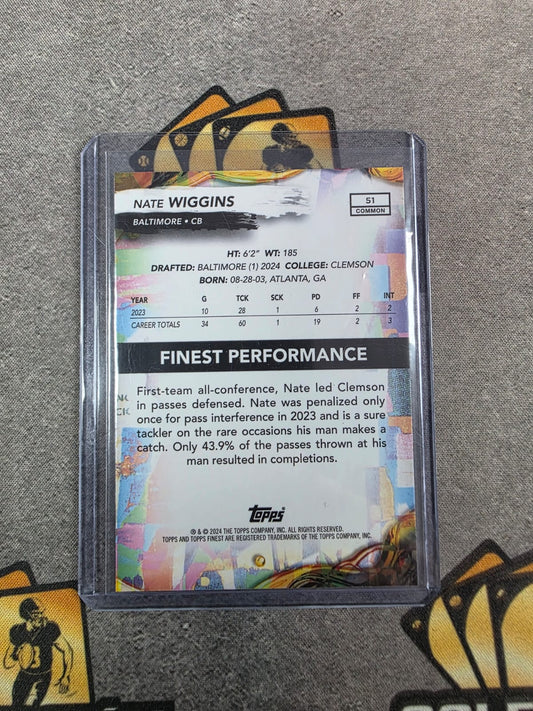 NATE WIGGINS
BALTIMORE • CB
51
COMMON
HT: 6'2" WT: 185
DRAFTED: BALTIMORE (1) 2024 COLLEGE: CLEMSON
BORN: 08-28-03, ATLANTA, GA
YEAR G TCK SCK PD FF INT
2023 10 28 1 6 2 2
CAREER TOTALS 34 60 1 19 2 3
FINEST PERFORMANCE
First-team all-conference, Nate led Clemson
in passes defensed. Nate was penalized only
once for pass interference in 2023 and is a sure
tackler on the rare occasions his man makes a
catch. Only 43.9% of the passes thrown at his
man resulted in completions.
Topps
® & © 2024 THE TOPPS COMPANY, INC. ALL RIGHTS RESERVED.
TOPPS AND TOPPS FINEST ARE REGISTERED TRADEMARKS OF THE TOPPS COMPANY, INC.